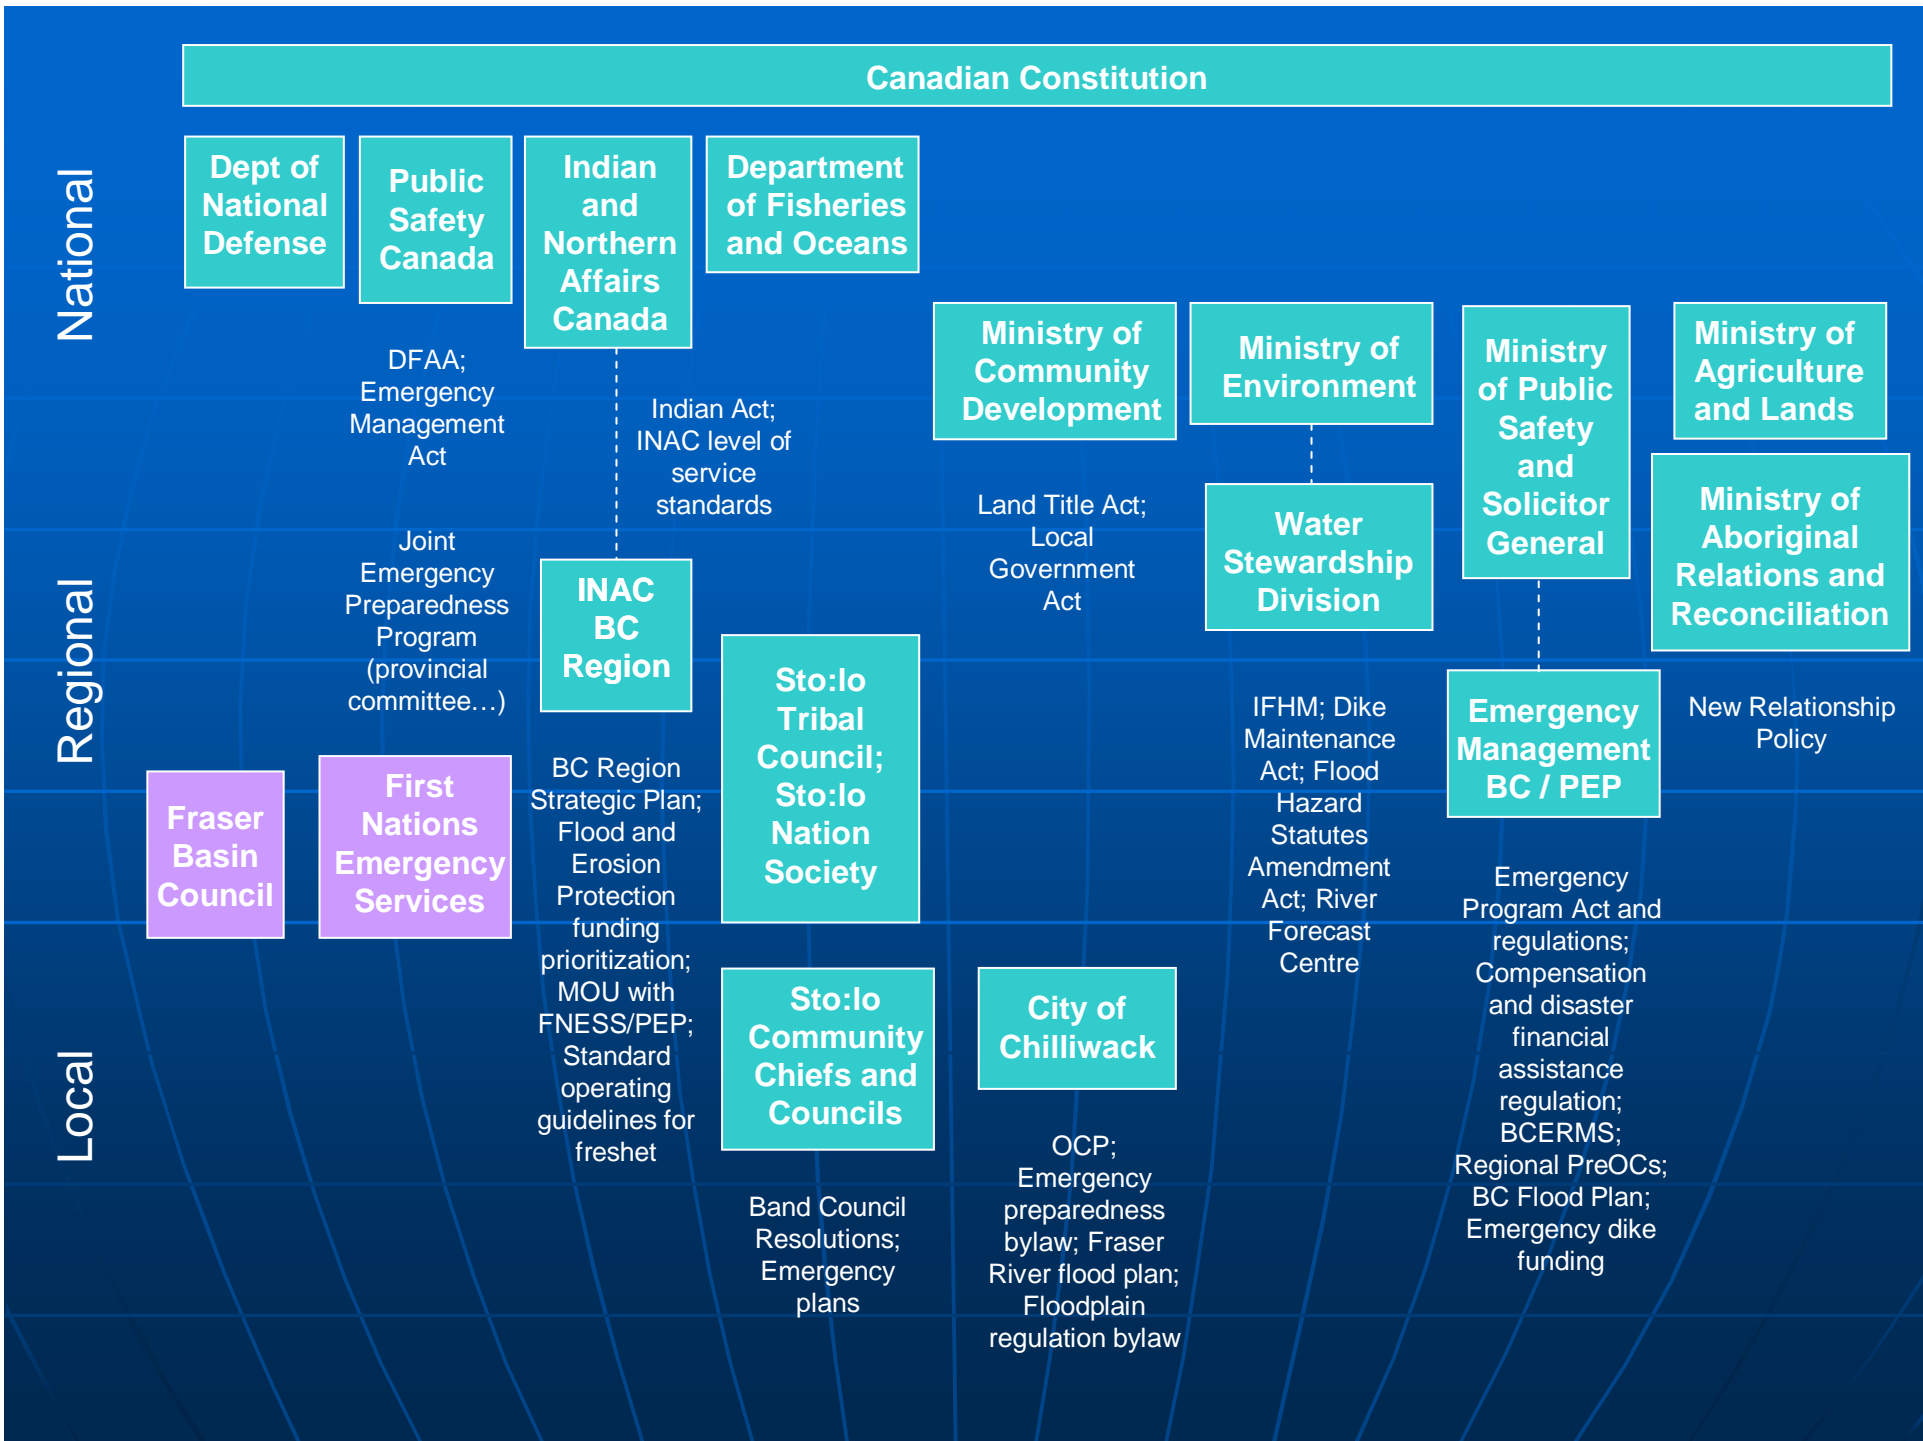 Canadian Constitution
National
Dept of
National
Defense
Public
Safety
Canada
Indian
and
Northern
Affairs
Canada
Department
of Fisheries
and Oceans
Ministry of
Community
Development
Ministry of
Environment
Ministry
of Public
Safety
and
Solicitor
General
Ministry of
Agriculture
and Lands
DFAA;
Emergency
Management
Act
Indian Act;
INAC level of
service
standards
Land Title Act;
Local
Government
Act
Water
Stewardship
Division
Ministry of
Aboriginal
Relations and
Reconciliation
Regional
Joint
Emergency
Preparedness
Program
(provincial
committee…)
INAC
BC
Region
Sto:lo
Tribal
Council;
Sto:lo
Nation
Society
IFHM; Dike
Maintenance
Act; Flood
Hazard
Statutes
Amendment
Act; River
Forecast
Centre
Emergency
Management
BC / PEP
New Relationship
Policy
Fraser
Basin
Council
First
Nations
Emergency
Services
BC Region
Strategic Plan;
Flood and
Erosion
Protection
funding
prioritization;
MOU with
FNESS/PEP;
Standard
operating
guidelines for
freshet
Emergency
Program Act and
regulations;
Compensation
and disaster
financial
assistance
regulation;
BCERMS;
Regional PreOCs;
BC Flood Plan;
Emergency dike
funding
Local
Sto:lo
Community
Chiefs and
Councils
City of
Chilliwack
Band Council
Resolutions;
Emergency
plans
OCP;
Emergency
preparedness
bylaw; Fraser
River flood plan;
Floodplain
regulation bylaw